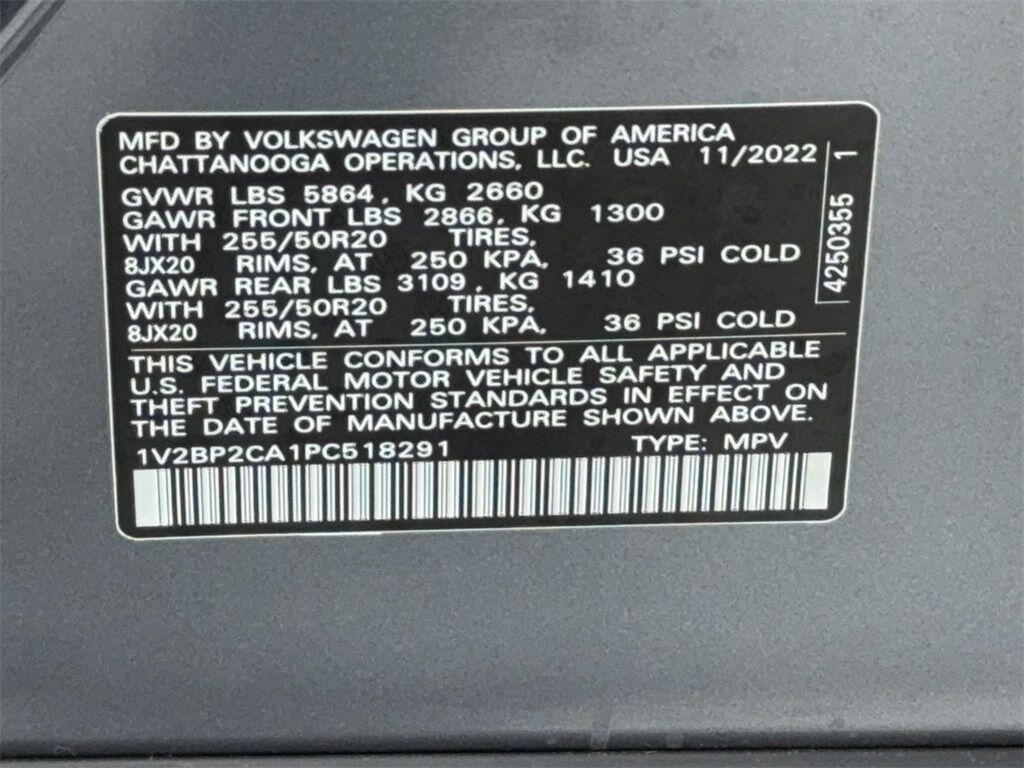 MFD BY VOLKSWAGEN GROUP OF AMERICA
CHATTANOOGA OPERATIONS, LLC. USA 11/2022
GVWR LBS 5864, KG 2660
GAWR FRONT LBS 2866, KG 1300
WITH 255/50R20 TIRES,
8JX20 RIMS, AT 250 KPA, 36 PSI COLD
GAWR REAR LBS 3109, KG 1410
WITH 255/50R20 TIRES,
8JX20 RIMS, AT 250 KPA, 36 PSI COLD
THIS VEHICLE CONFORMS TO ALL APPLICABLE
U.S. FEDERAL MOTOR VEHICLE SAFETY AND
THEFT PREVENTION STANDARDS IN EFFECT ON
THE DATE OF MANUFACTURE SHOWN ABOVE.
1V2BP2CA1PC518291 TYPE: MPV
4250355 1